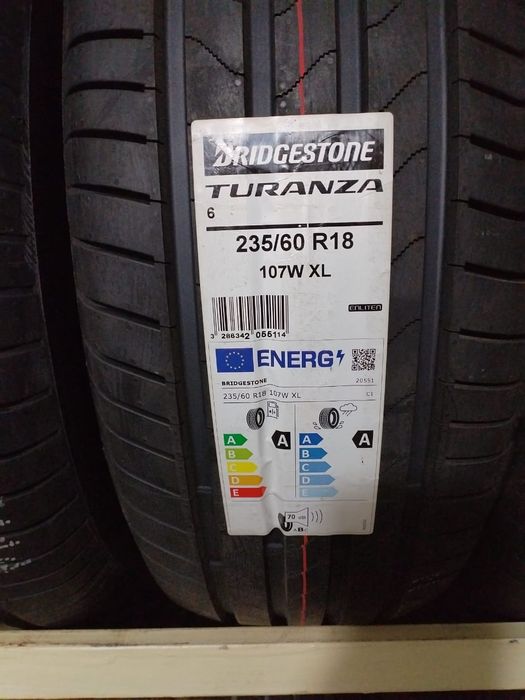 BRIDGESTONE
TURANZA
6
235/60 R18
107W XL
ENLITEN
3 286342 055114
ENERG
BRIDGESTONE 20551
235/60 R18 107W XL C1
A A A A
B B
C C
D D
E E
70 dB
B